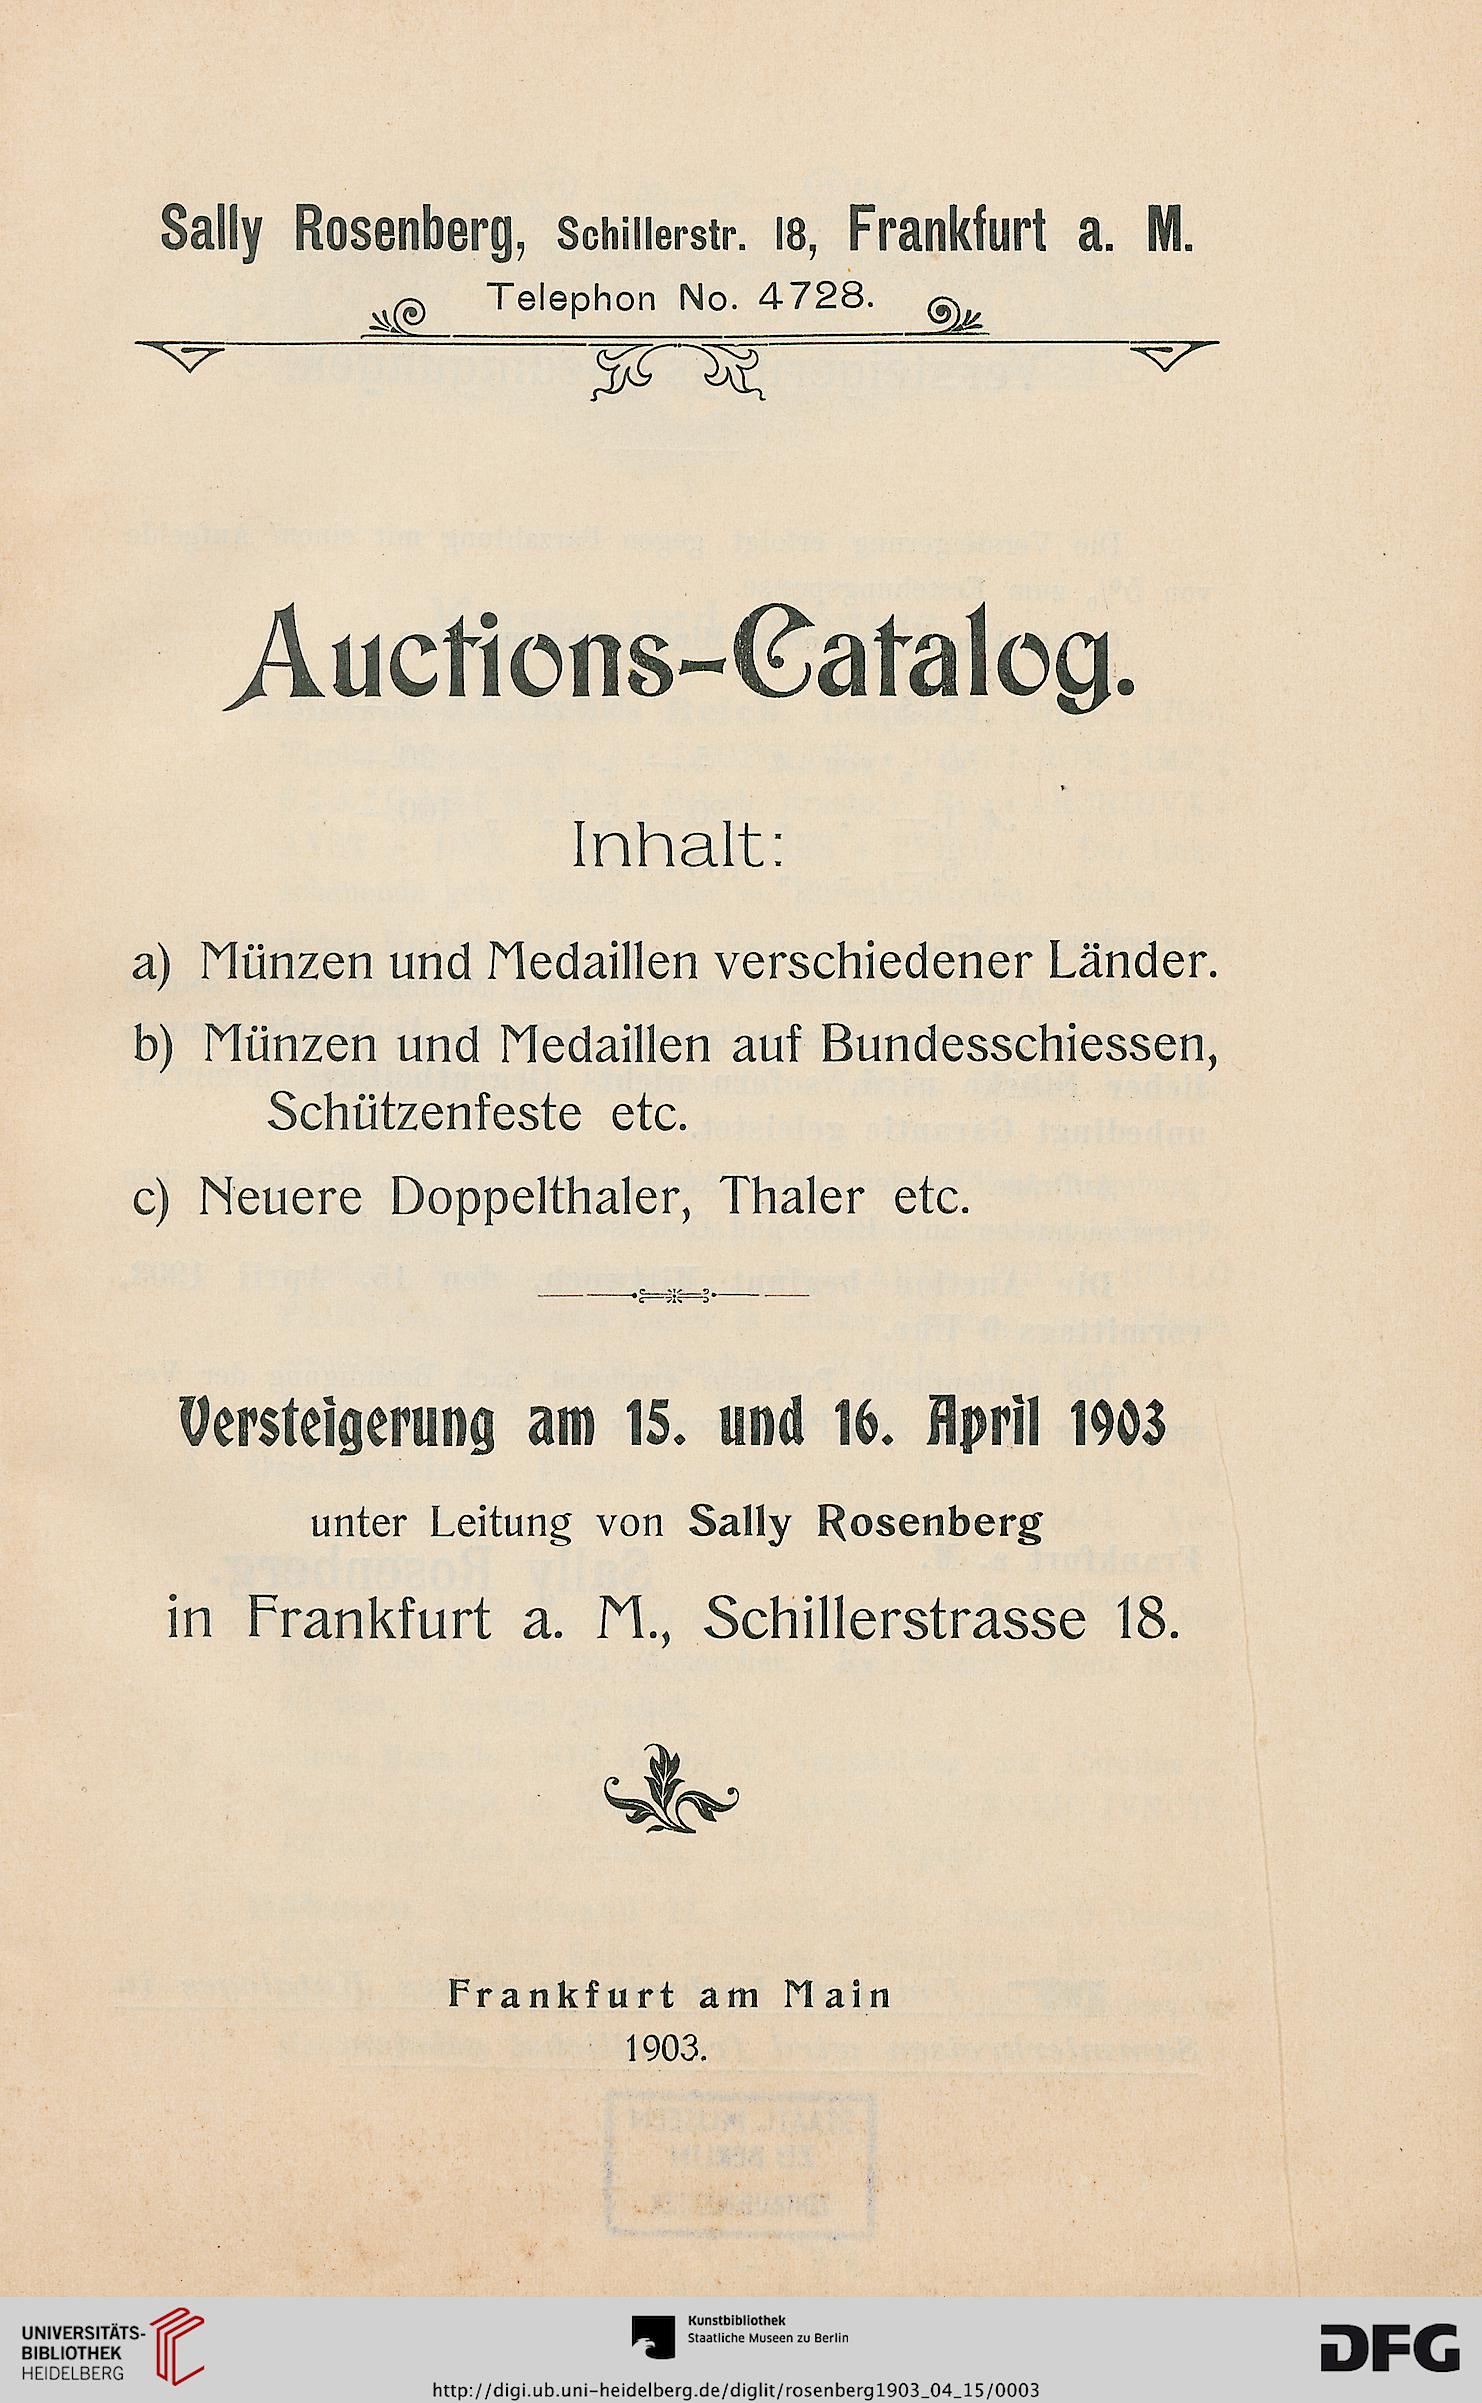 Sally Rosenberg, Schillerstr. 18, Frankfurt a. M.
Telephon No. 4728.
Auctions-Catalog.
Inhalt:
a) Münzen und Medaillen verschiedener Länder.
b) Münzen und Medaillen auf Bundesschiessen,
Schützenfeste etc.
c) Neuere Doppelthaler, Thaler etc.
Versteigerung am 15. und 16. April 1903
unter Leitung von Sally Rosenberg
in Frankfurt a. M., Schillerstrasse 18.
Frankfurt am Main
1903.
UNIVERSITÄTS-
BIBLIOTHEK
HEIDELBERG
Kunstbibliothek
Staatliche Museen zu Berlin
DFG
http://digi.ub.uni-heidelberg.de/diglit/rosenberg1903_04_15/0003